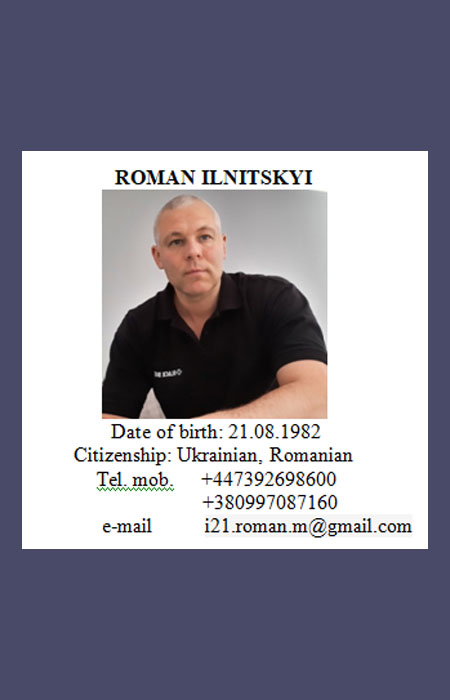 ROMAN ILNITSKYI
Date of birth: 21.08.1982
Citizenship: Ukrainian, Romanian
Tel. mob. +447392698600
+380997087160
e-mail i21.roman.m@gmail.com